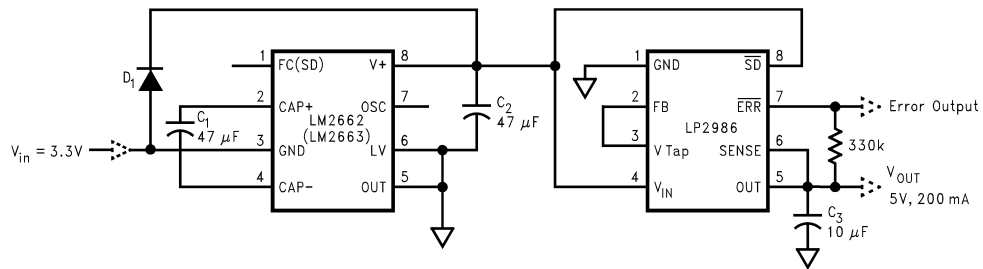 V_in = 3.3V
D1
C1
47 μF
1 FC(SD)
2 CAP+
3 GND
4 CAP-
LM2662
(LM2663)
V+ 8
OSC 7
LV 6
OUT 5
C2
47 μF
1 GND
2 FB
3 V Tap
4 VIN
LP2986
SD 8
ERR 7
SENSE 6
OUT 5
Error Output
330k
VOUT
5V, 200 mA
C3
10 μF